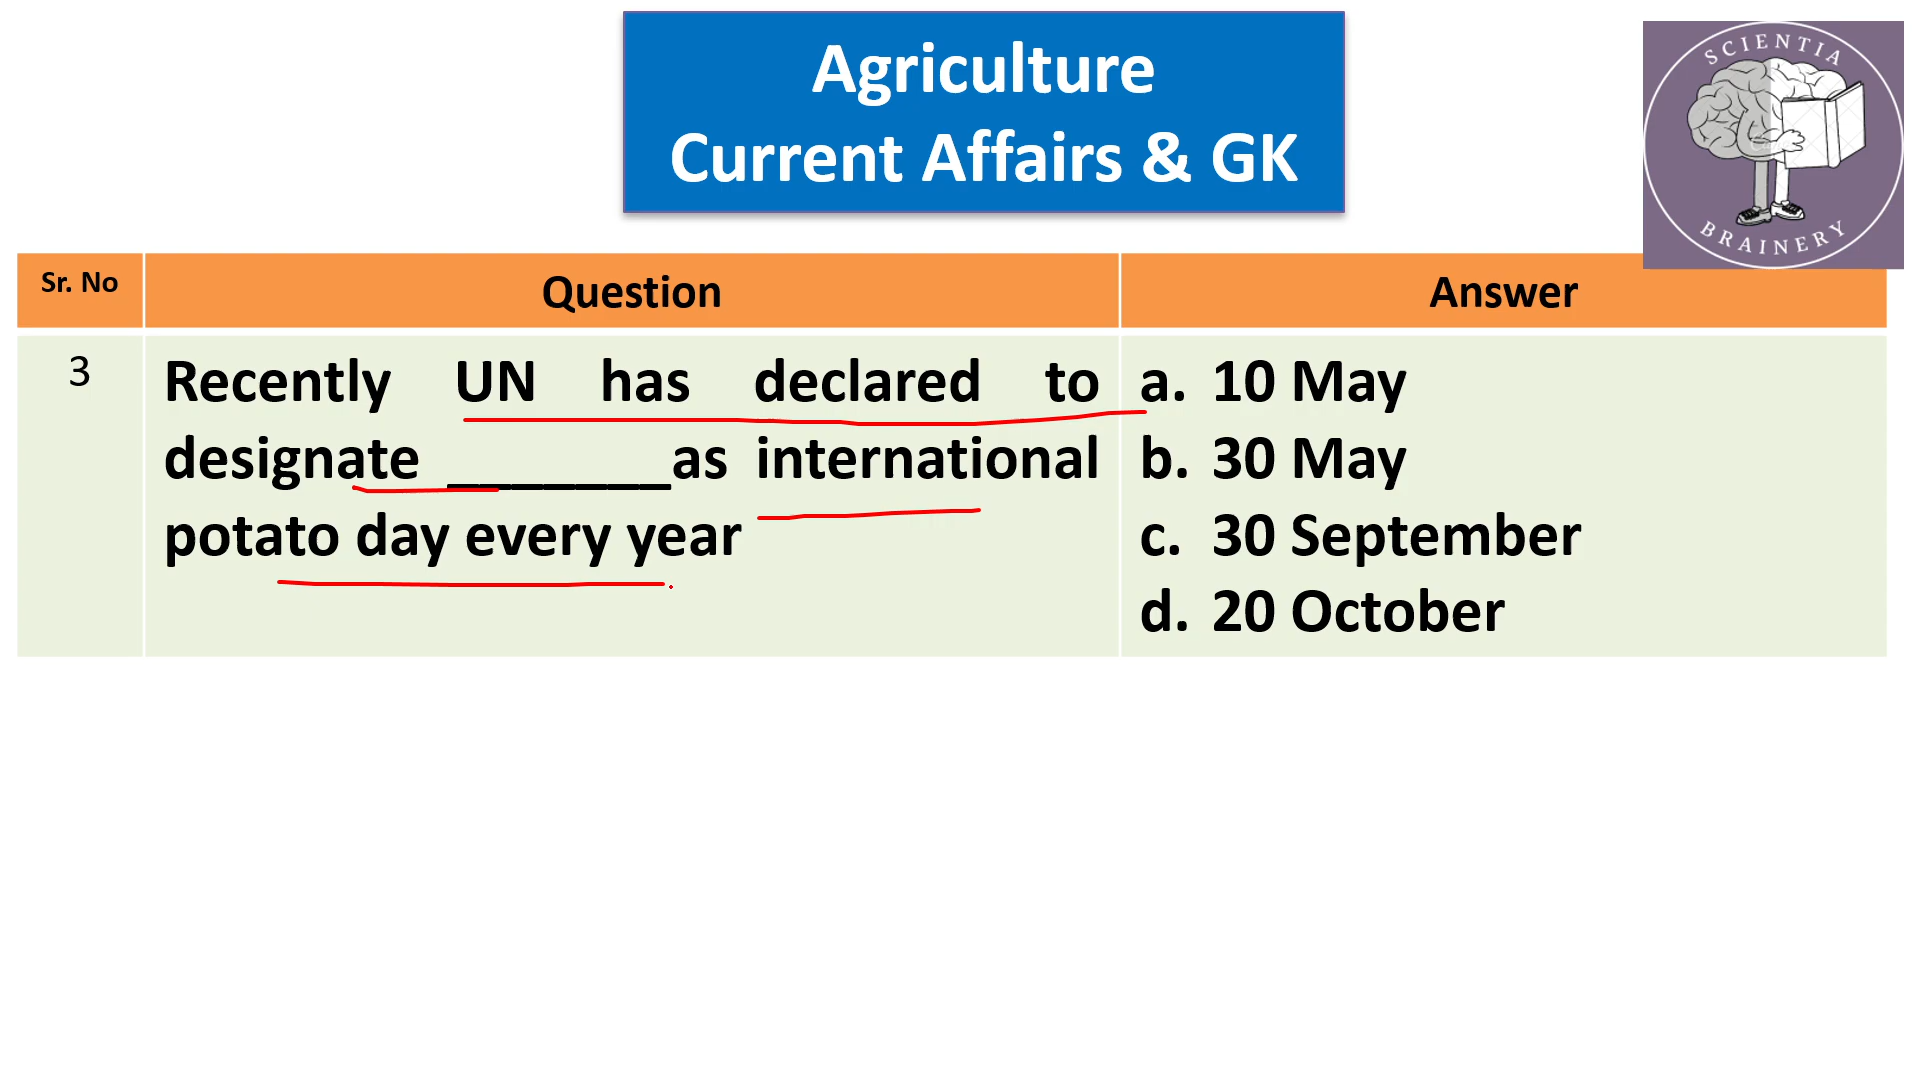 Agriculture
Current Affairs & GK
SCIENTIA
BRAINERY
Sr. No
Question
Answer
3
Recently UN has declared to
designate _______as international
potato day every year
a. 10 May
b. 30 May
c. 30 September
d. 20 October